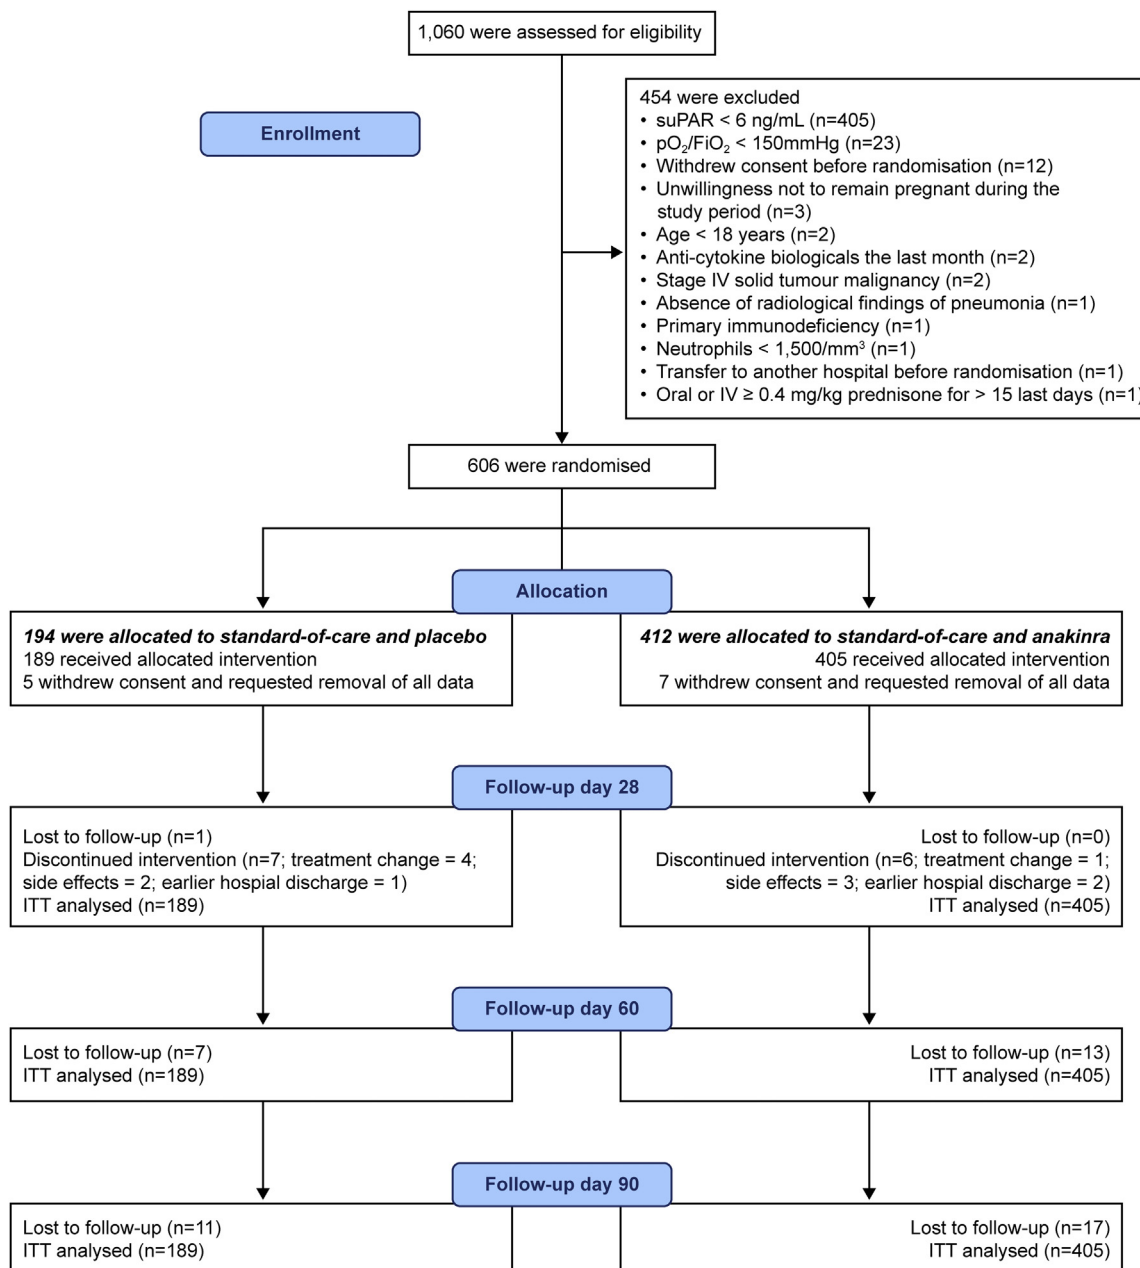 1,060 were assessed for eligibility
Enrollment
454 were excluded
• suPAR < 6 ng/mL (n=405)
• pO₂/FiO₂ < 150mmHg (n=23)
• Withdrew consent before randomisation (n=12)
• Unwillingness not to remain pregnant during the
study period (n=3)
• Age < 18 years (n=2)
• Anti-cytokine biologicals the last month (n=2)
• Stage IV solid tumour malignancy (n=2)
• Absence of radiological findings of pneumonia (n=1)
• Primary immunodeficiency (n=1)
• Neutrophils < 1,500/mm³ (n=1)
• Transfer to another hospital before randomisation (n=1)
• Oral or IV ≥ 0.4 mg/kg prednisone for > 15 last days (n=1)
606 were randomised
Allocation
194 were allocated to standard-of-care and placebo
189 received allocated intervention
5 withdrew consent and requested removal of all data
412 were allocated to standard-of-care and anakinra
405 received allocated intervention
7 withdrew consent and requested removal of all data
Follow-up day 28
Lost to follow-up (n=1)
Discontinued intervention (n=7; treatment change = 4;
side effects = 2; earlier hospial discharge = 1)
ITT analysed (n=189)
Lost to follow-up (n=0)
Discontinued intervention (n=6; treatment change = 1;
side effects = 3; earlier hospial discharge = 2)
ITT analysed (n=405)
Follow-up day 60
Lost to follow-up (n=7)
ITT analysed (n=189)
Lost to follow-up (n=13)
ITT analysed (n=405)
Follow-up day 90
Lost to follow-up (n=11)
ITT analysed (n=189)
Lost to follow-up (n=17)
ITT analysed (n=405)